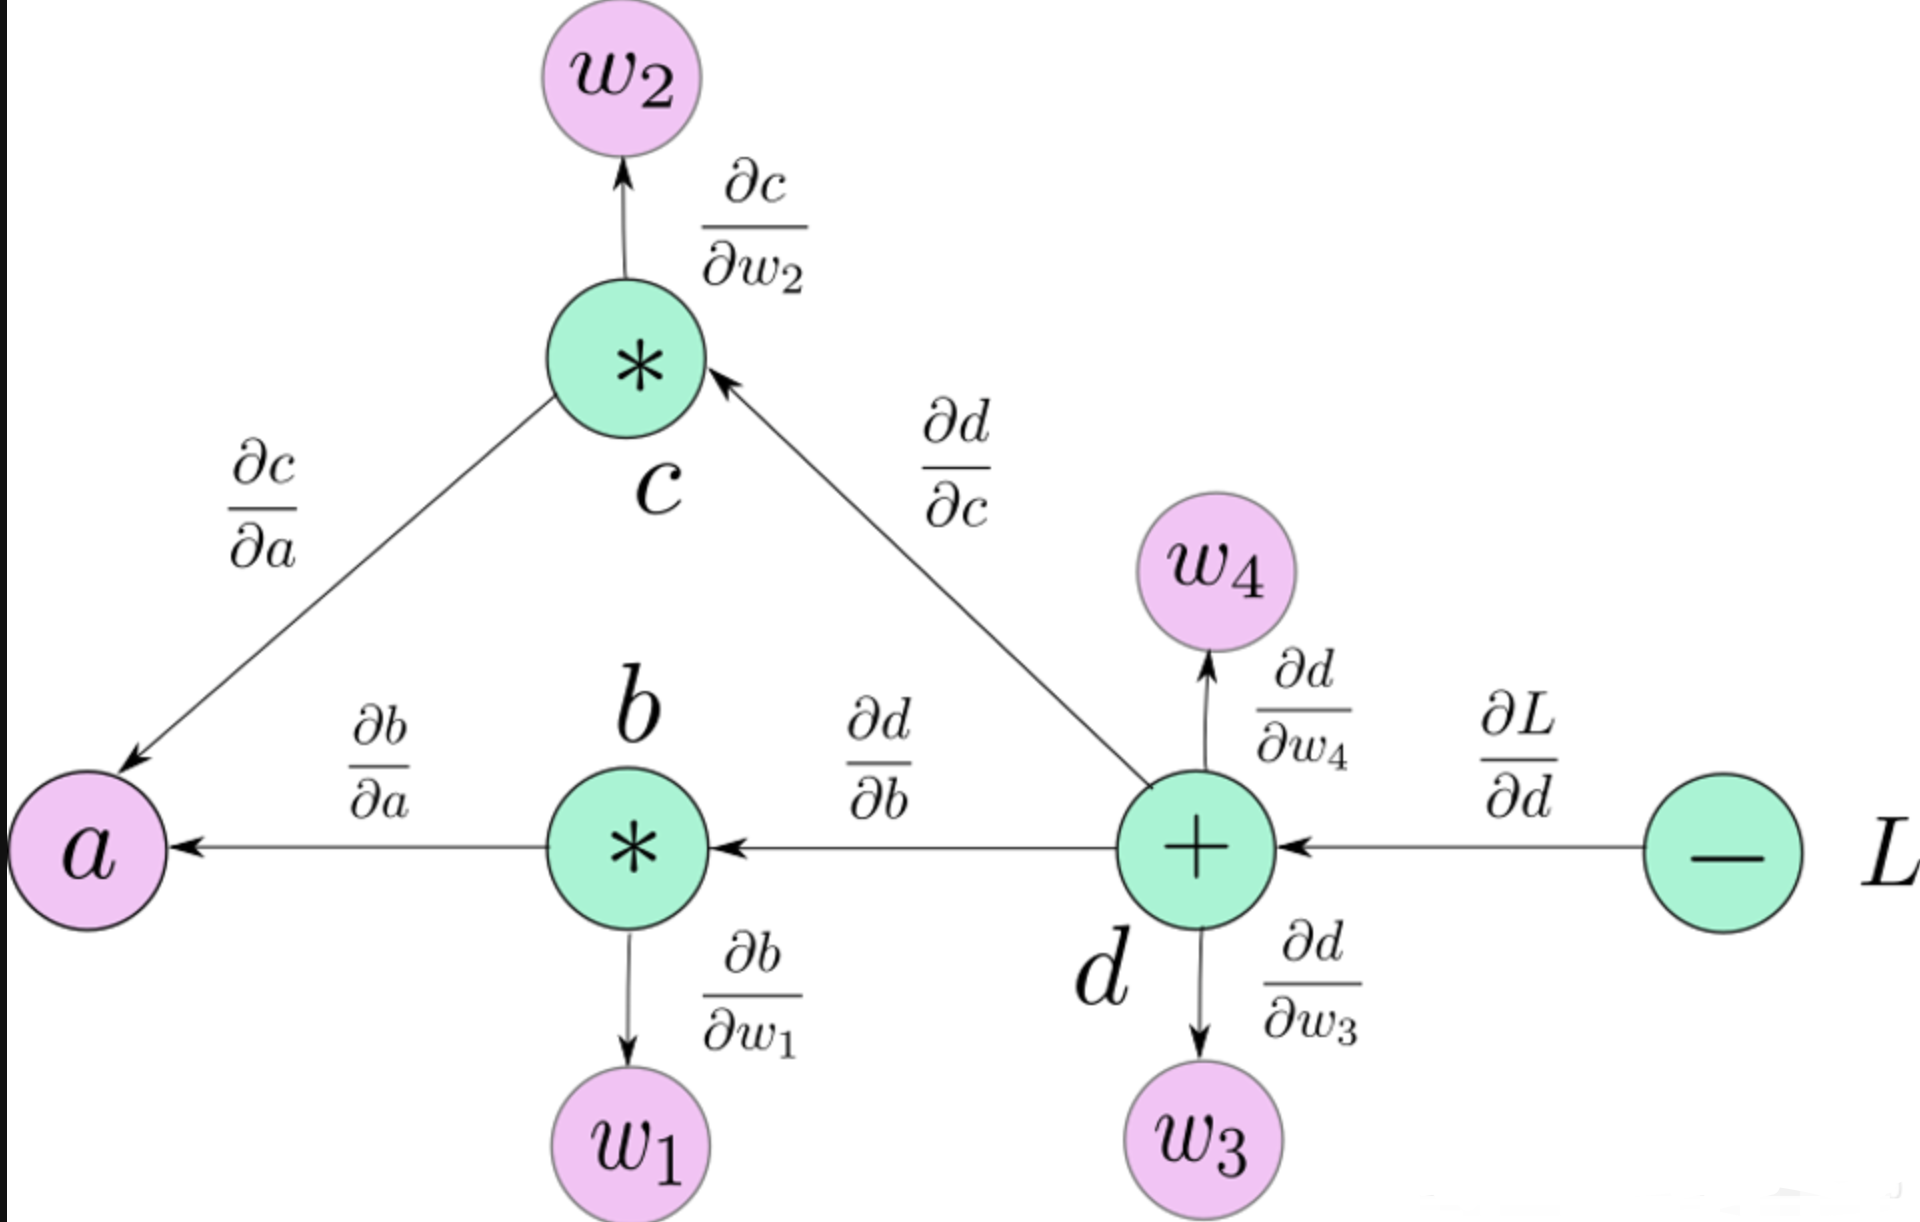 w₂
∂c/∂w₂
*
c
∂d/∂c
∂c/∂a
w₄
∂d/∂w₄
b
∂b/∂a
∂d/∂b
∂L/∂d
a
*
+
−
L
d
∂b/∂w₁
∂d/∂w₃
w₁
w₃